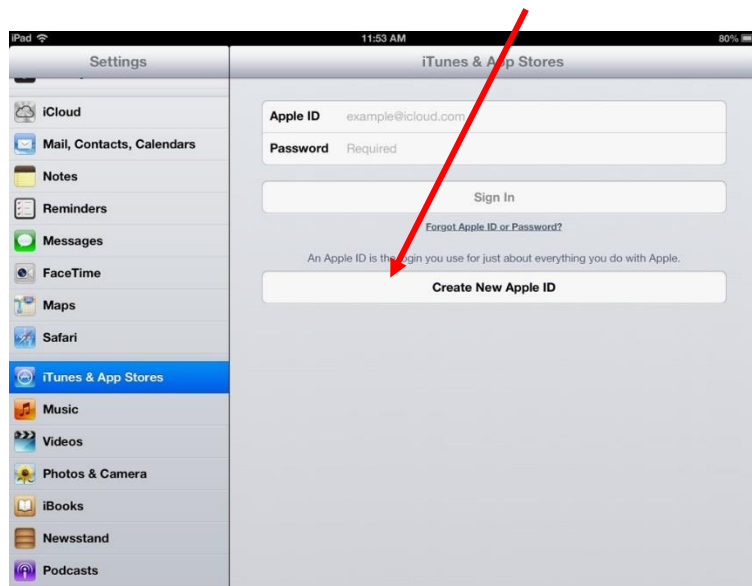 iPad 11:53 AM 80%
Settings
iTunes & App Stores
iCloud
Mail, Contacts, Calendars
Notes
Reminders
Messages
FaceTime
Maps
Safari
iTunes & App Stores
Music
Videos
Photos & Camera
iBooks
Newsstand
Podcasts
Apple ID example@icloud.com
Password Required
Sign In
Forgot Apple ID or Password?
An Apple ID is the login you use for just about everything you do with Apple.
Create New Apple ID